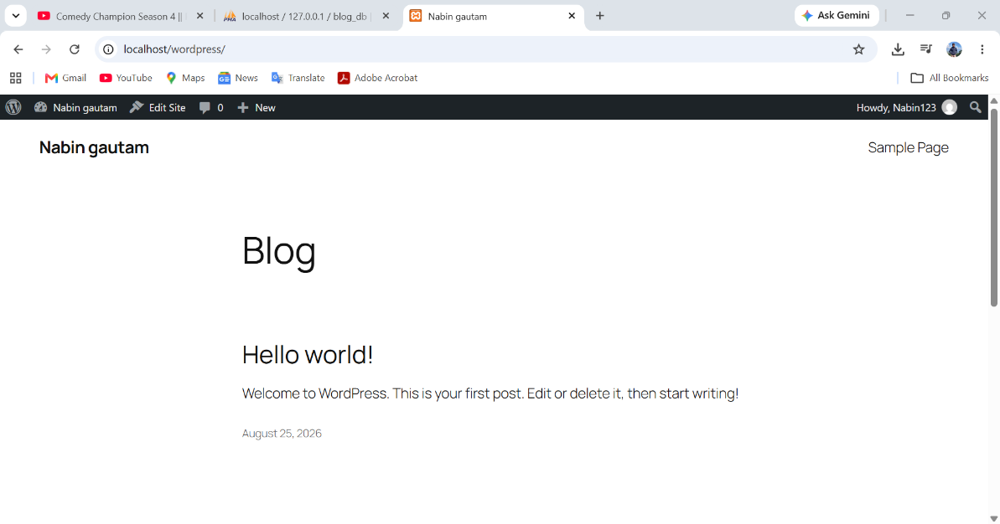 Comedy Champion Season 4 ||
localhost / 127.0.0.1 / blog_db |
Nabin gautam
Ask Gemini
localhost/wordpress/
Gmail
YouTube
Maps
News
Translate
Adobe Acrobat
All Bookmarks
Nabin gautam
Edit Site
0
New
Howdy, Nabin123
Nabin gautam
Sample Page
Blog
Hello world!
Welcome to WordPress. This is your first post. Edit or delete it, then start writing!
August 25, 2026